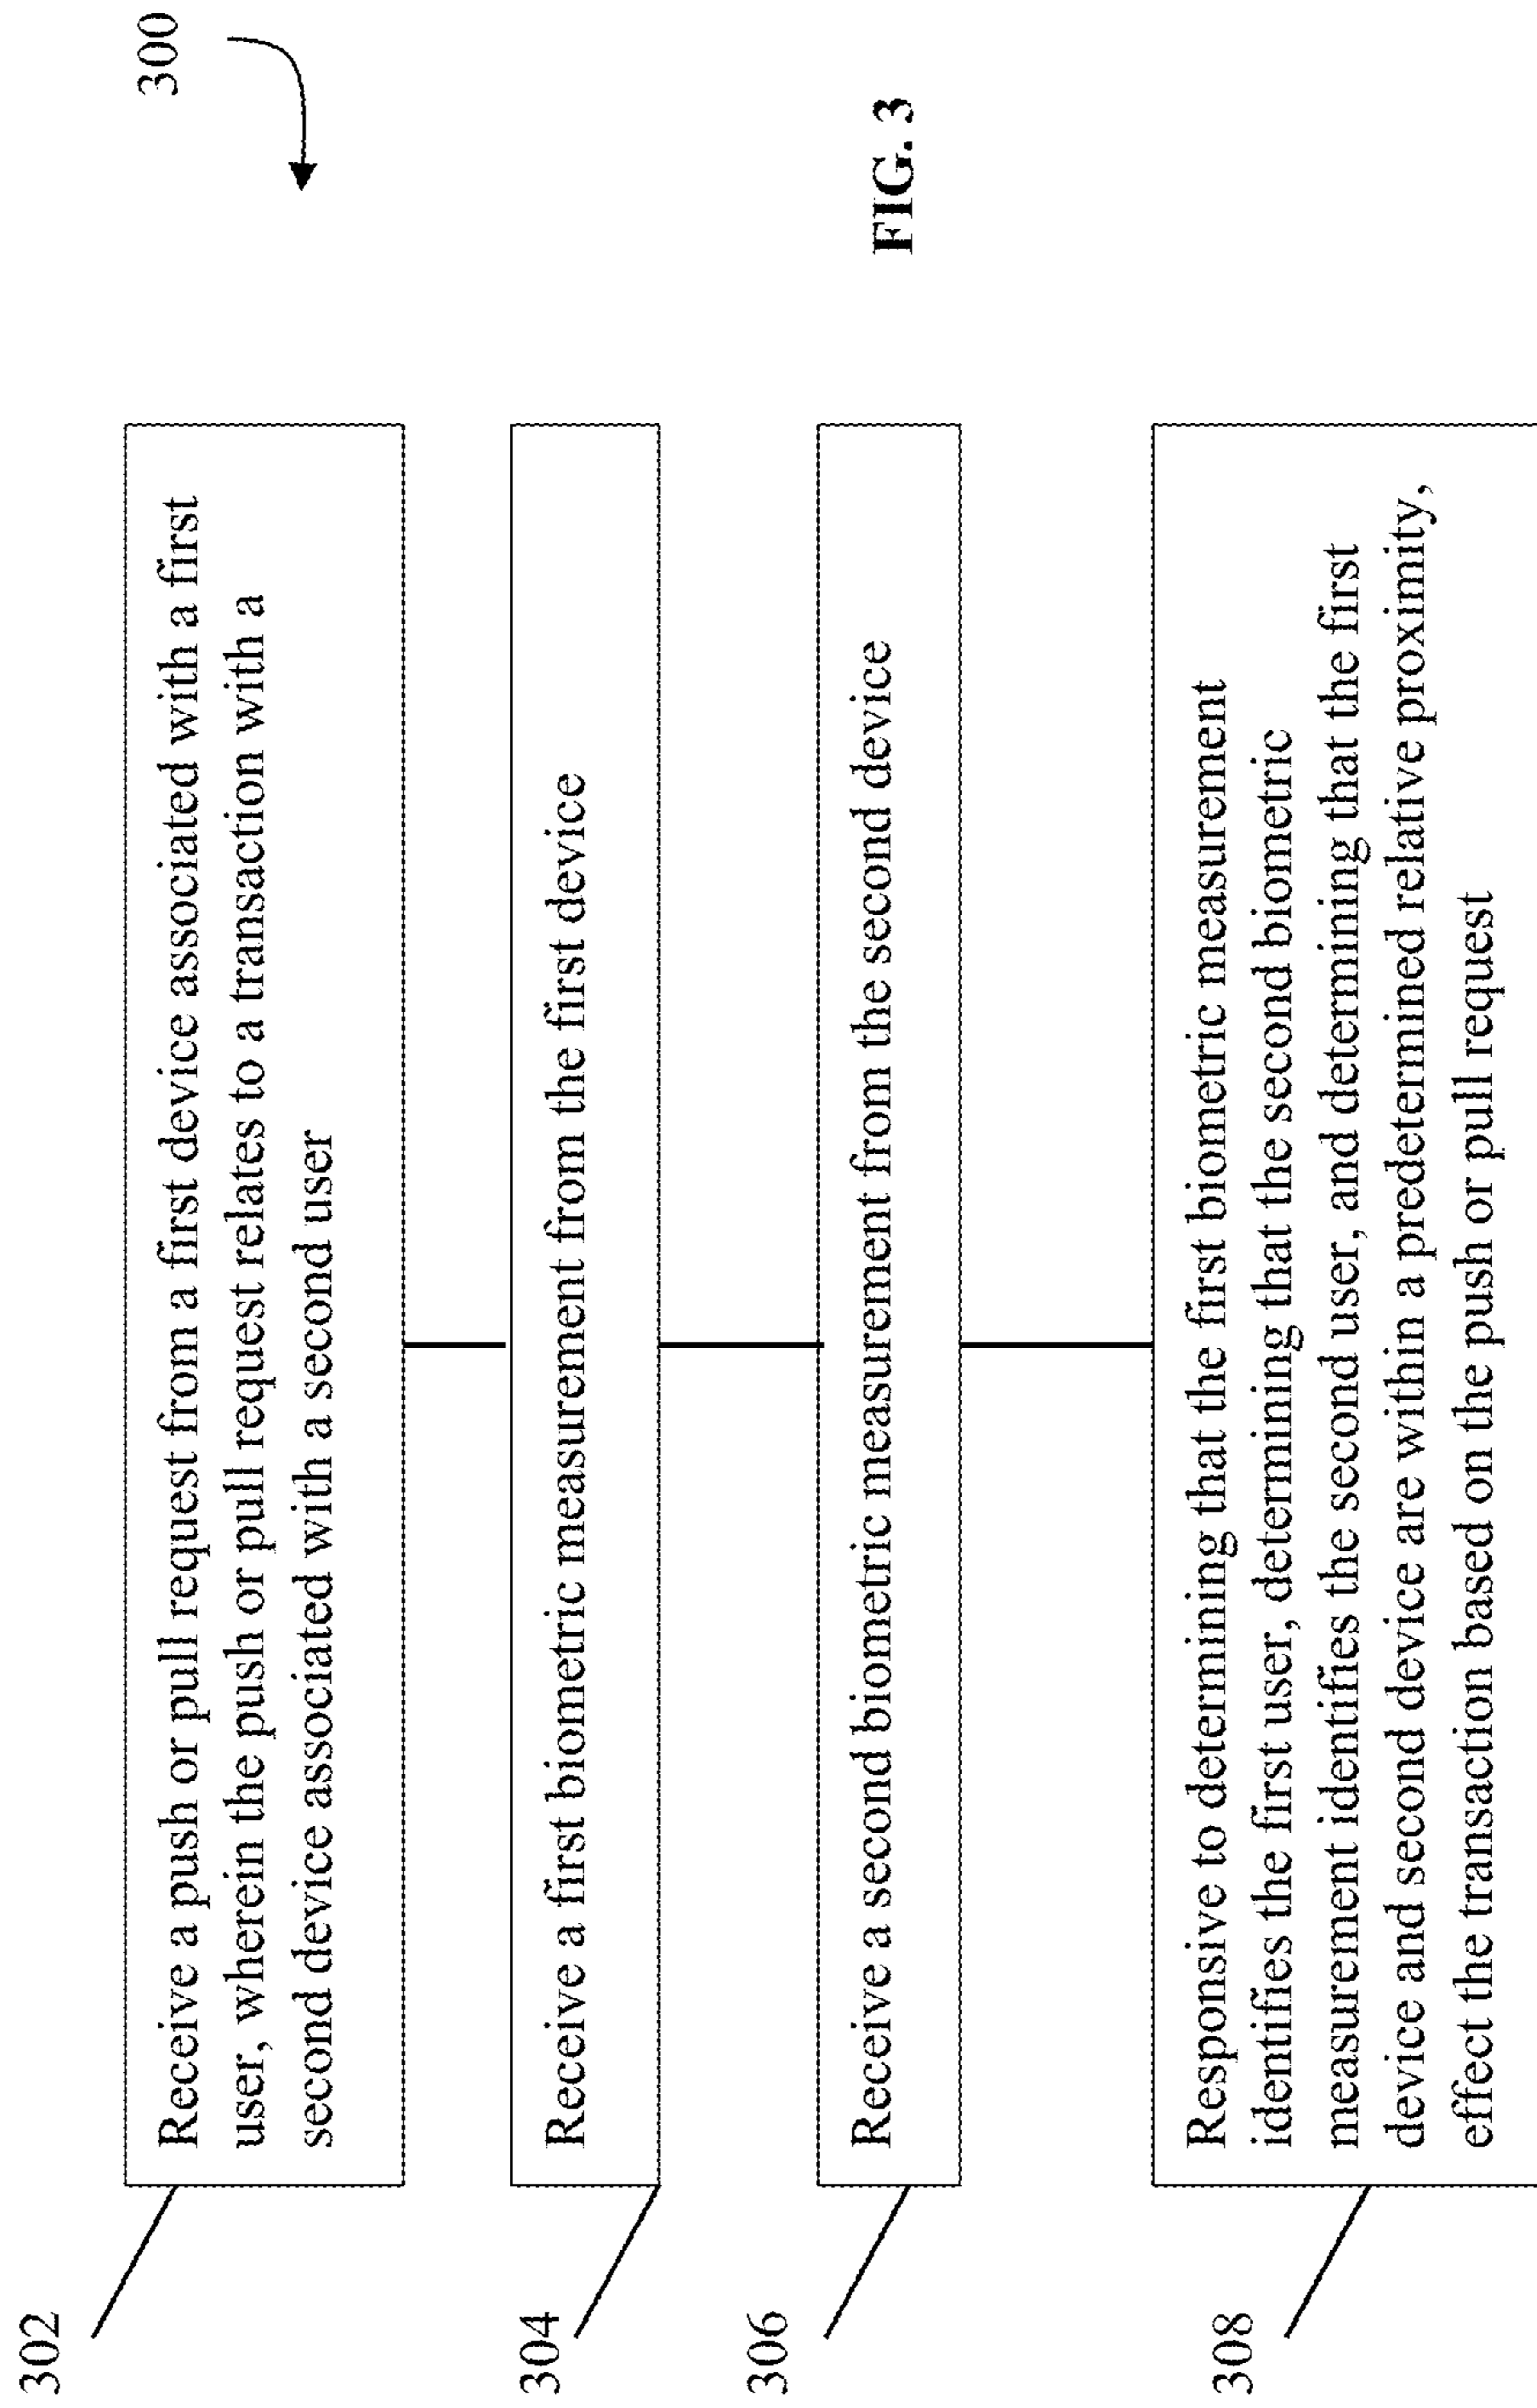 300
302
Receive a push or pull request from a first device associated with a first
user, wherein the push or pull request relates to a transaction with a
second device associated with a second user
304
Receive a first biometric measurement from the first device
306
Receive a second biometric measurement from the second device
308
Responsive to determining that the first biometric measurement
identifies the first user, determining that the second biometric
measurement identifies the second user, and determining that the first
device and second device are within a predetermined relative proximity,
effect the transaction based on the push or pull request
FIG. 3